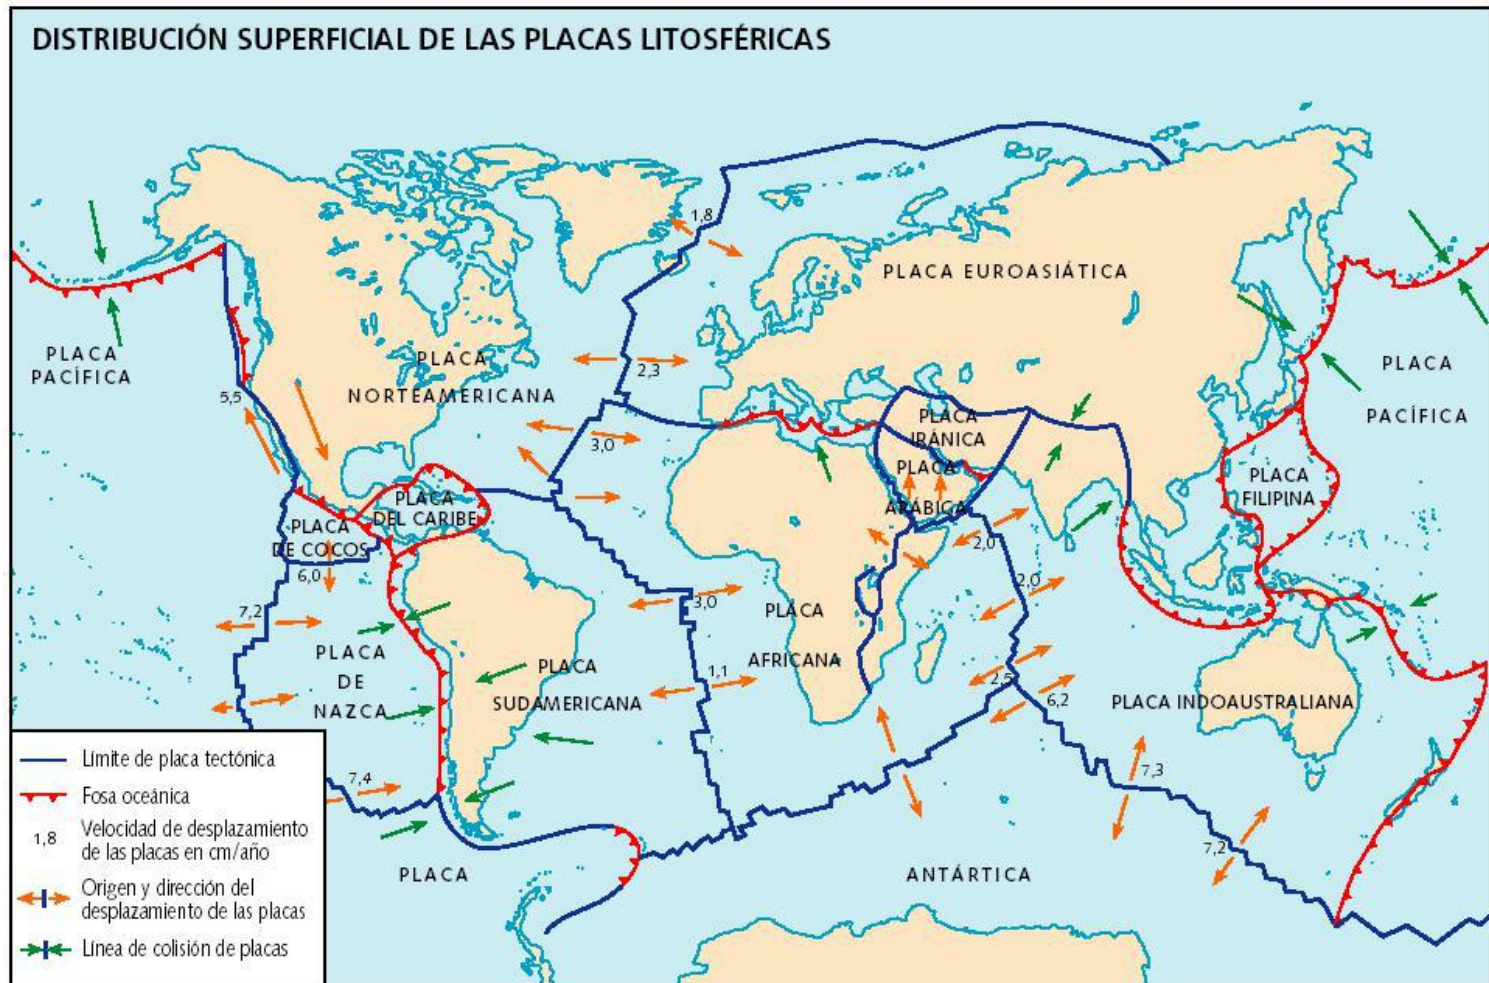 DISTRIBUCIÓN SUPERFICIAL DE LAS PLACAS LITOSFÉRICAS
1,8
PLACA EUROASIÁTICA
PLACA
PACÍFICA
PLACA
NORTEAMERICANA
2,3
PLACA
PACÍFICA
5,5
3,0
PLACA
IRÁNICA
PLACA
ARÁBICA
PLACA
FILIPINA
PLACA
DEL CARIBE
PLACA
DE COCOS
6,0
2,0
2,0
7,2
3,0
PLACA
AFRICANA
PLACA
DE
NAZCA
PLACA
SUDAMERICANA
1,1
2,5
6,2
PLACA INDOAUSTRALIANA
7,4
7,3
7,2
PLACA
ANTÁRTICA
Límite de placa tectónica
Fosa oceánica
1,8
Velocidad de desplazamiento
de las placas en cm/año
Origen y dirección del
desplazamiento de las placas
Línea de colisión de placas